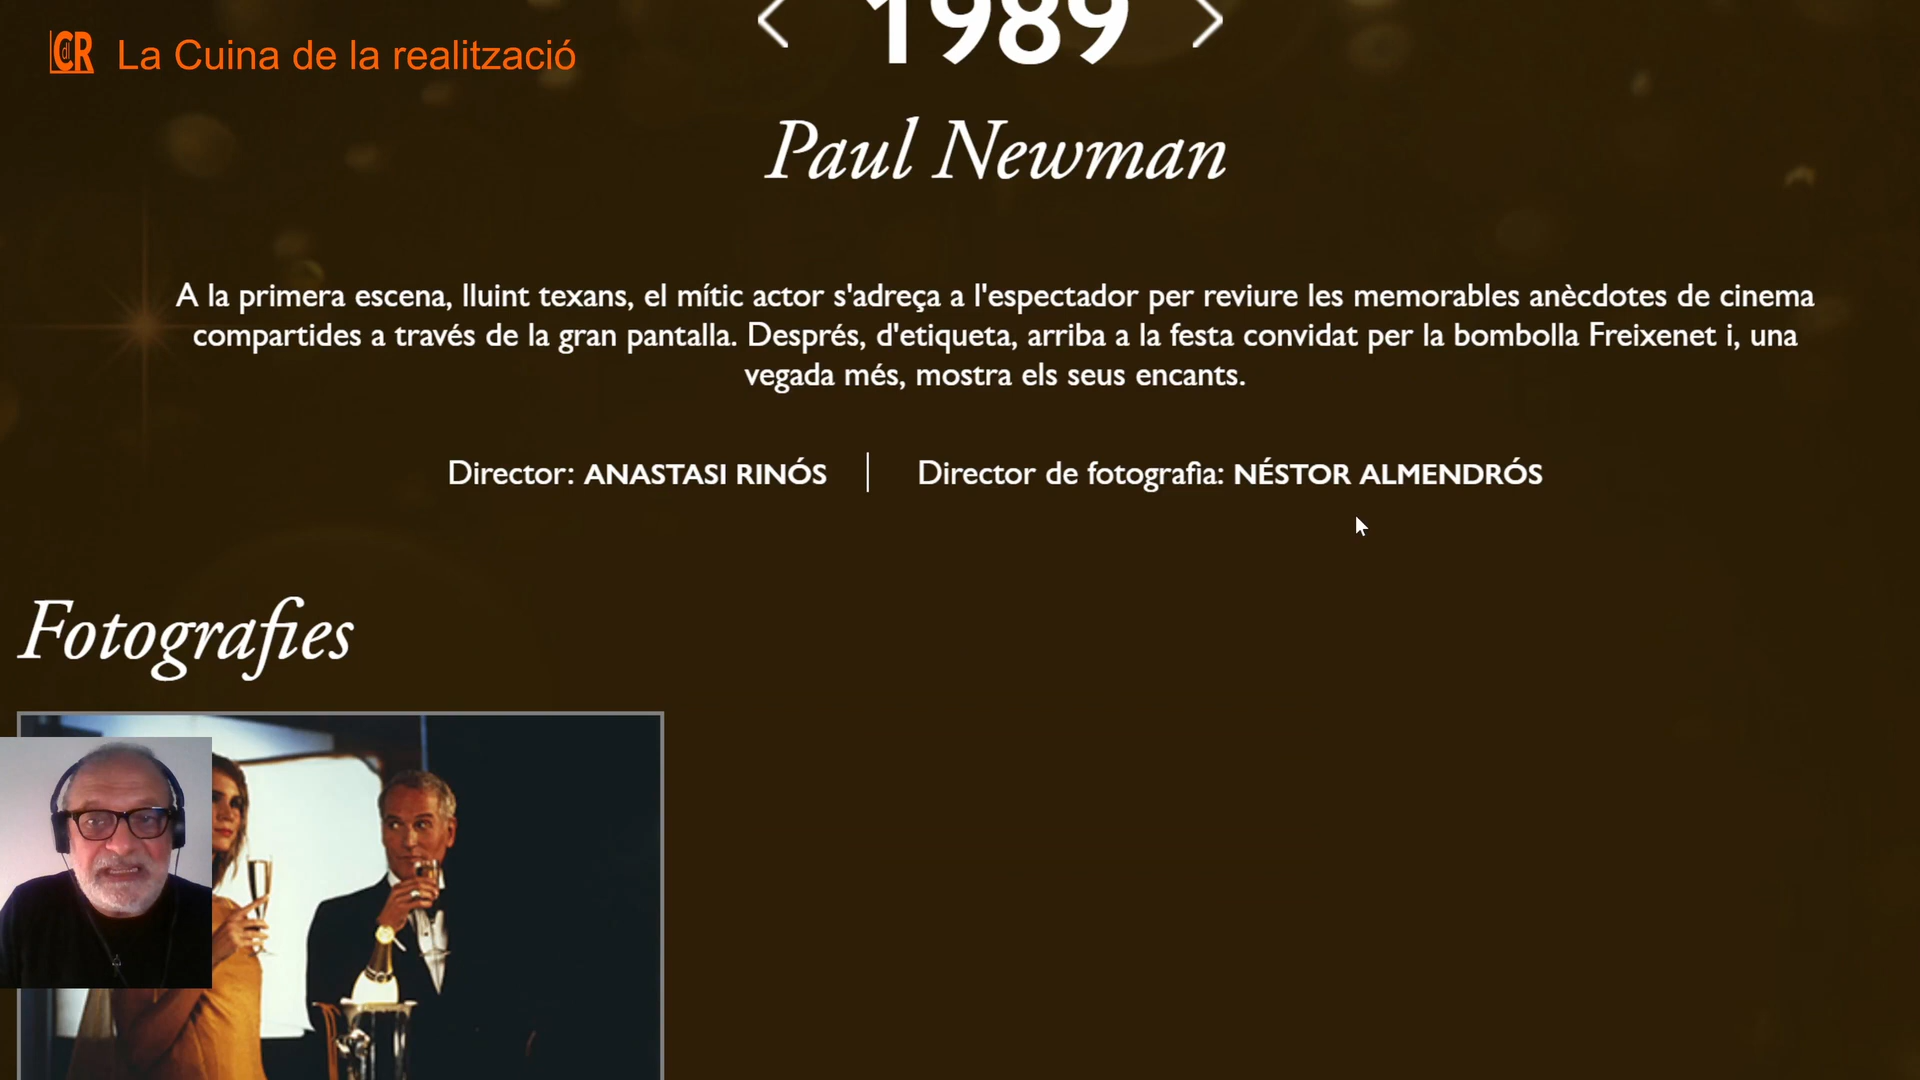 1989
CdlR La Cuina de la realització
Paul Newman
A la primera escena, lluint texans, el mític actor s'adreça a l'espectador per reviure les memorables anècdotes de cinema
compartides a través de la gran pantalla. Després, d'etiqueta, arriba a la festa convidat per la bombolla Freixenet i, una
vegada més, mostra els seus encants.
Director: ANASTASI RINÓS | Director de fotografia: NÉSTOR ALMENDRÓS
Fotografies